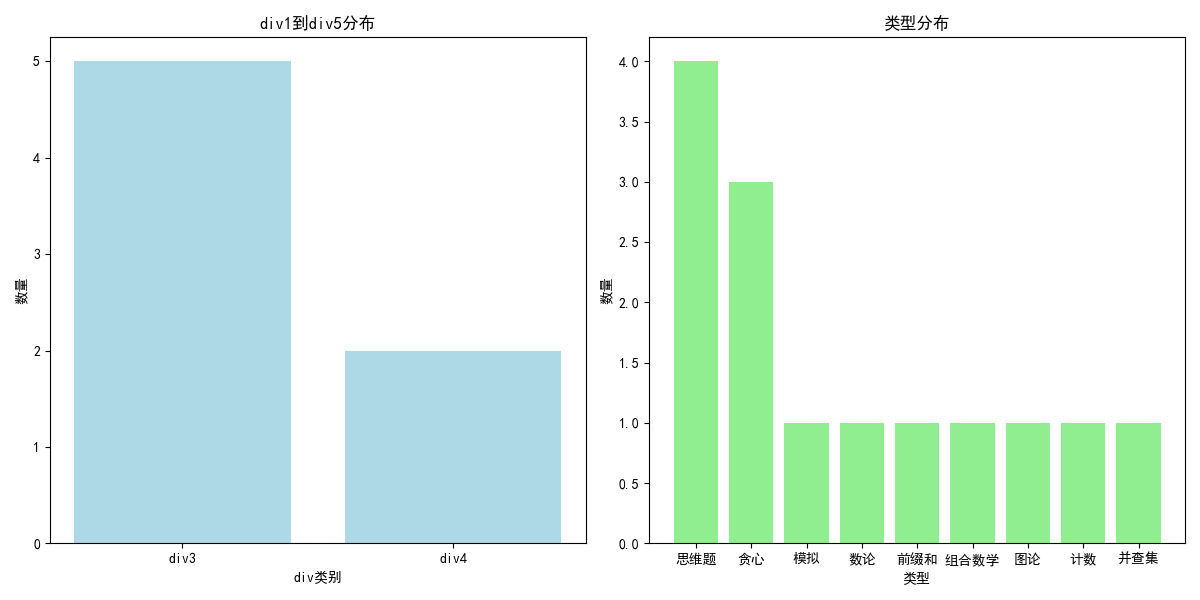 div1到div5分布
5
4
3
2
1
0
数量
div3 div4
div类别
类型分布
4.0
3.5
3.0
2.5
2.0
1.5
1.0
0.5
0.0
数量
思维题 贪心 模拟 数论 前缀和 组合数学 图论 计数 并查集
类型